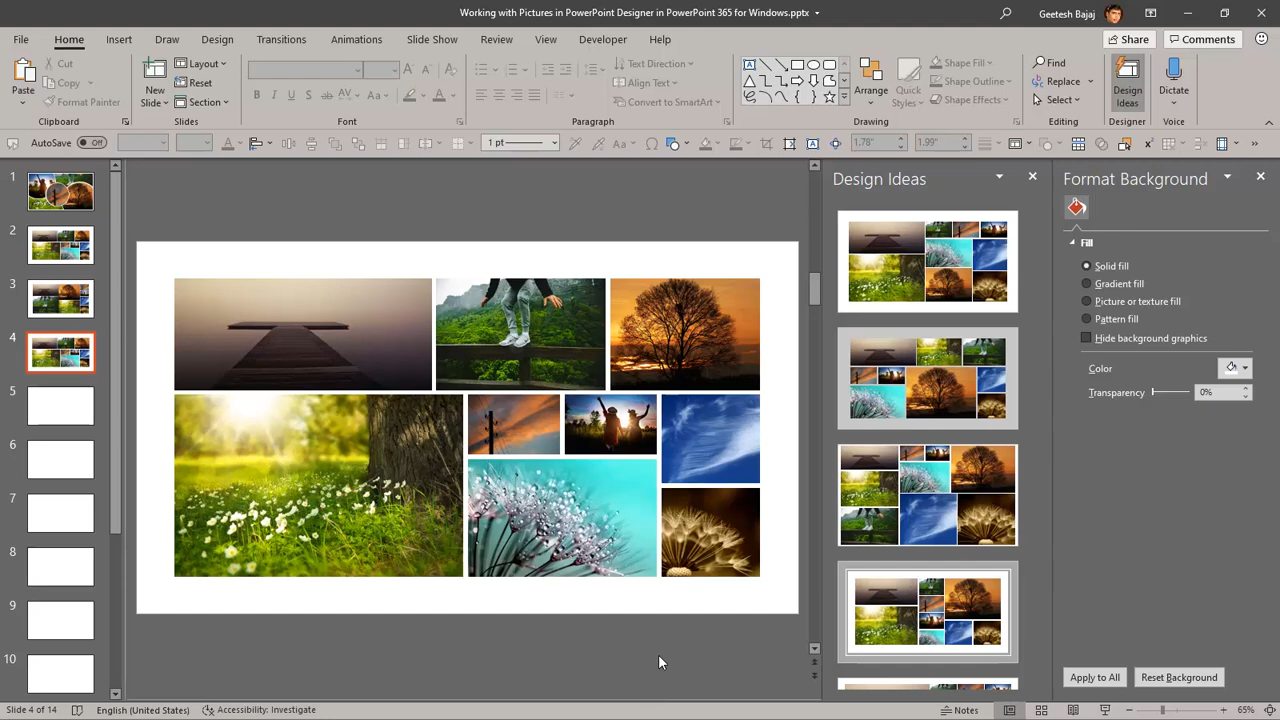 Working with Pictures in PowerPoint Designer in PowerPoint 365 for Windows.pptx
Geetesh Bajaj
File Home Insert Draw Design Transitions Animations Slide Show Review View Developer Help
Share Comments
Paste
Cut
Copy
Format Painter
Clipboard
New Slide
Layout
Reset
Section
Slides
B I U S ab AV Aa A
Font
Text Direction
Align Text
Convert to SmartArt
Paragraph
Arrange
Quick Styles
Shape Fill
Shape Outline
Shape Effects
Drawing
Find
Replace
Select
Editing
Design Ideas
Designer
Dictate
Voice
AutoSave Off
1 pt
1.78"
1.99"
1
2
3
4
5
6
7
8
9
10
Design Ideas
Format Background
Fill
Solid fill
Gradient fill
Picture or texture fill
Pattern fill
Hide background graphics
Color
Transparency 0%
Apply to All Reset Background
Slide 4 of 14 English (United States) Accessibility: Investigate Notes 65%